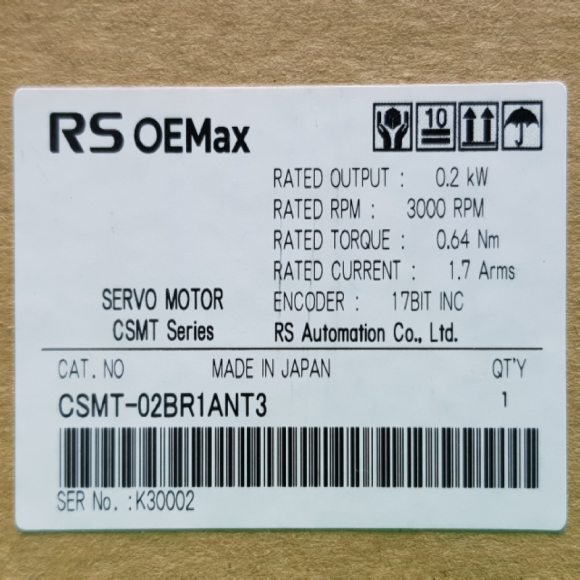 RS OEMax
10
RATED OUTPUT : 0.2 kW
RATED RPM : 3000 RPM
RATED TORQUE : 0.64 Nm
RATED CURRENT : 1.7 Arms
SERVO MOTOR ENCODER : 17BIT INC
CSMT Series RS Automation Co., Ltd.
CAT. NO MADE IN JAPAN QT'Y
CSMT-02BR1ANT3 1
SER No. :K30002